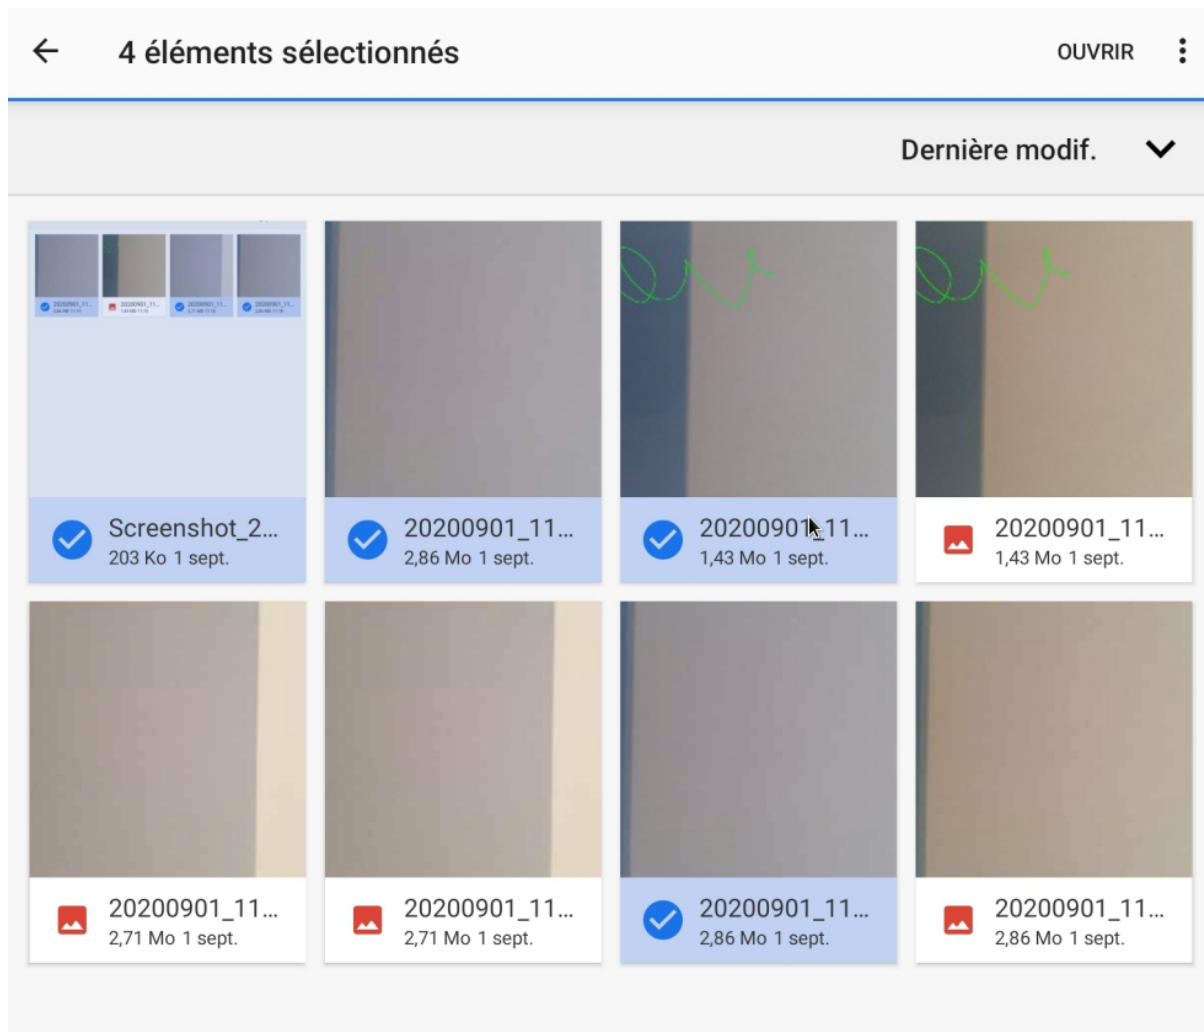 4 éléments sélectionnés
OUVRIR
Dernière modif.
Screenshot_2...
203 Ko 1 sept.
20200901_11...
2,86 Mo 1 sept.
20200901_11...
1,43 Mo 1 sept.
20200901_11...
1,43 Mo 1 sept.
20200901_11...
2,71 Mo 1 sept.
20200901_11...
2,71 Mo 1 sept.
20200901_11...
2,86 Mo 1 sept.
20200901_11...
2,86 Mo 1 sept.